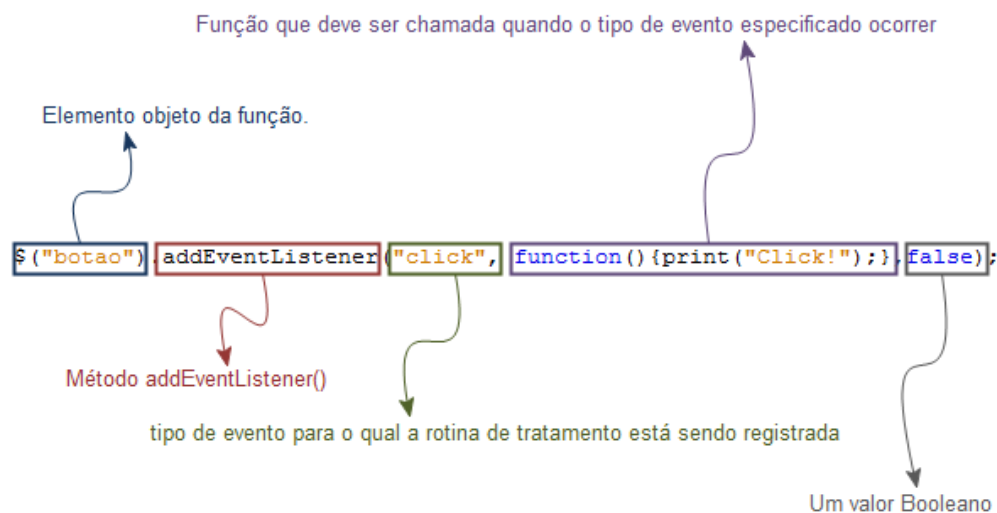 Função que deve ser chamada quando o tipo de evento especificado ocorrer
Elemento objeto da função.
$("botao").addEventListener("click", function(){print("Click!");},false);
Método addEventListener()
tipo de evento para o qual a rotina de tratamento está sendo registrada
Um valor Booleano